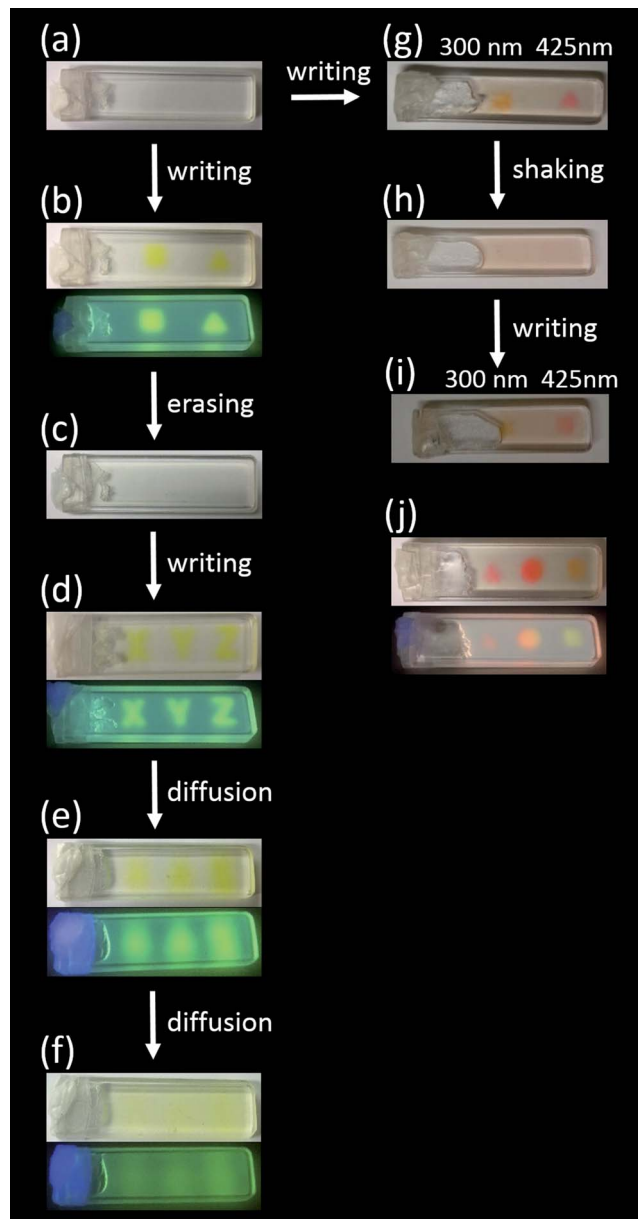 (a)
writing
(g) 300 nm 425nm
writing
shaking
(b)
(h)
erasing
writing
(c)
(i) 300 nm 425nm
writing
(j)
(d)
X Y Z
X Y Z
diffusion
(e)
diffusion
(f)